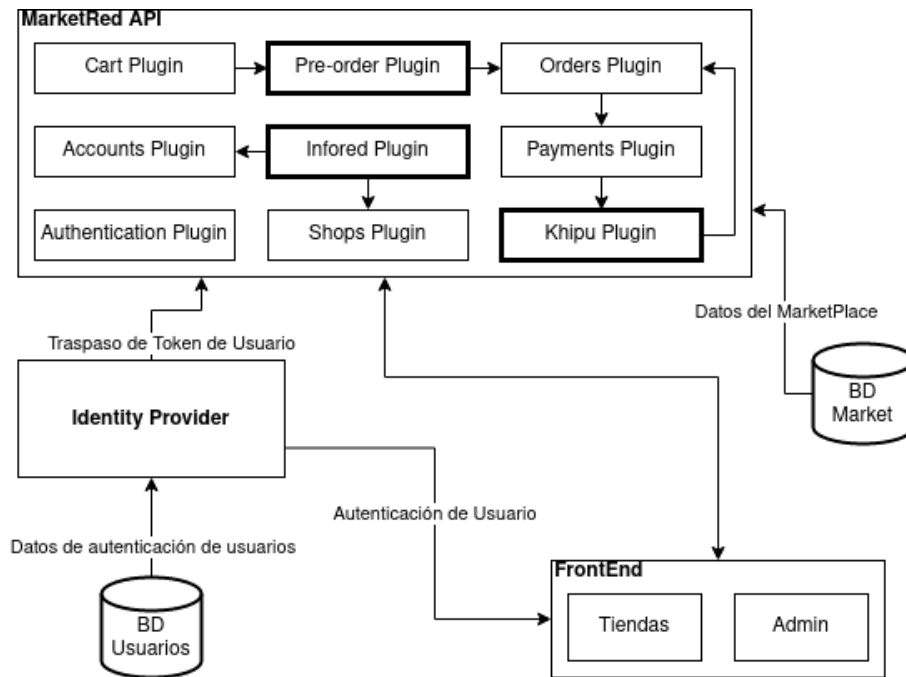 MarketRed API
Cart Plugin
Pre-order Plugin
Orders Plugin
Accounts Plugin
Infored Plugin
Payments Plugin
Authentication Plugin
Shops Plugin
Khipu Plugin
Datos del MarketPlace
Traspaso de Token de Usuario
BD
Market
Identity Provider
Autenticación de Usuario
Datos de autenticación de usuarios
FrontEnd
BD
Usuarios
Tiendas
Admin